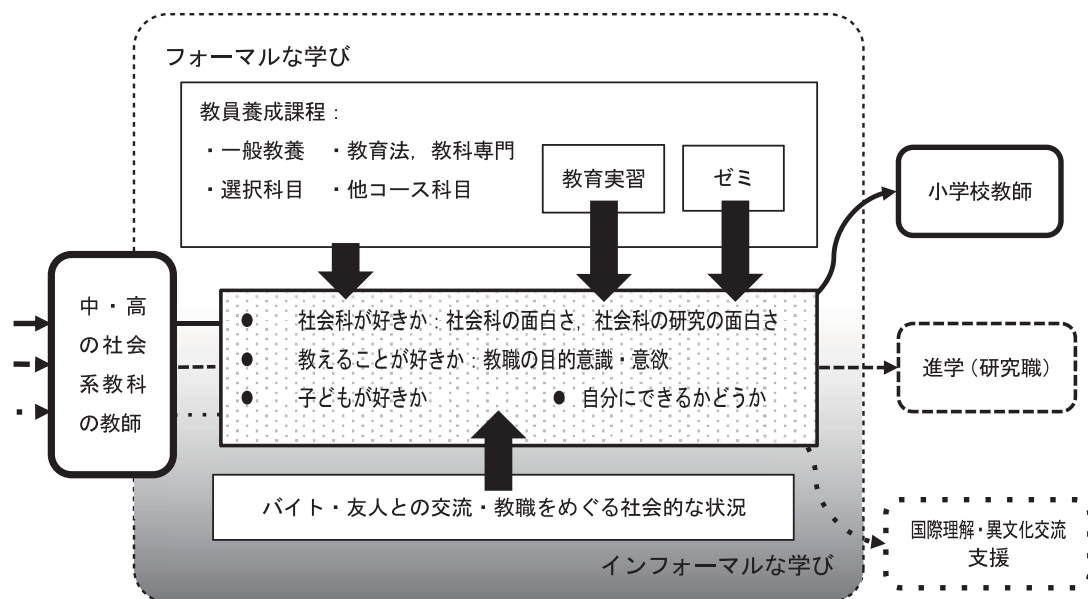 フォーマルな学び
教員養成課程：
・一般教養　・教育法，教科専門
・選択科目　・他コース科目
教育実習
ゼミ
小学校教師
中・高
の社会
系教科
の教師
● 社会科が好きか：社会科の面白さ，社会科の研究の面白さ
● 教えることが好きか：教職の目的意識・意欲
● 子どもが好きか　● 自分にできるかどうか
進学（研究職）
バイト・友人との交流・教職をめぐる社会的な状況
国際理解・異文化交流
支援
インフォーマルな学び